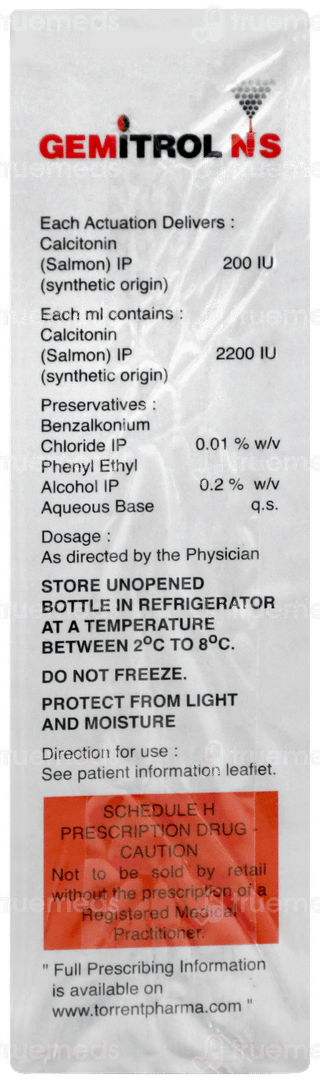 GEMITROL NS
Each Actuation Delivers :
Calcitonin
(Salmon) IP 200 IU
(synthetic origin)
Each ml contains :
Calcitonin
(Salmon) IP 2200 IU
(synthetic origin)
Preservatives :
Benzalkonium
Chloride IP 0.01 % w/v
Phenyl Ethyl
Alcohol IP 0.2 % w/v
Aqueous Base q.s.
Dosage :
As directed by the Physician
STORE UNOPENED
BOTTLE IN REFRIGERATOR
AT A TEMPERATURE
BETWEEN 2ºC TO 8ºC.
DO NOT FREEZE.
PROTECT FROM LIGHT
AND MOISTURE
Direction for use :
See patient information leaflet.
SCHEDULE H
PRESCRIPTION DRUG -
CAUTION
Not to be sold by retail
without the prescription of a
Registered Medical
Practitioner.
" Full Prescribing Information
is available on
www.torrentpharma.com "
truemeds